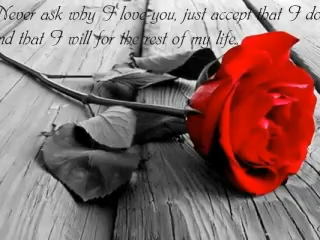 Never ask why I love you, just accept that I do
nd that I will for the rest of my life..